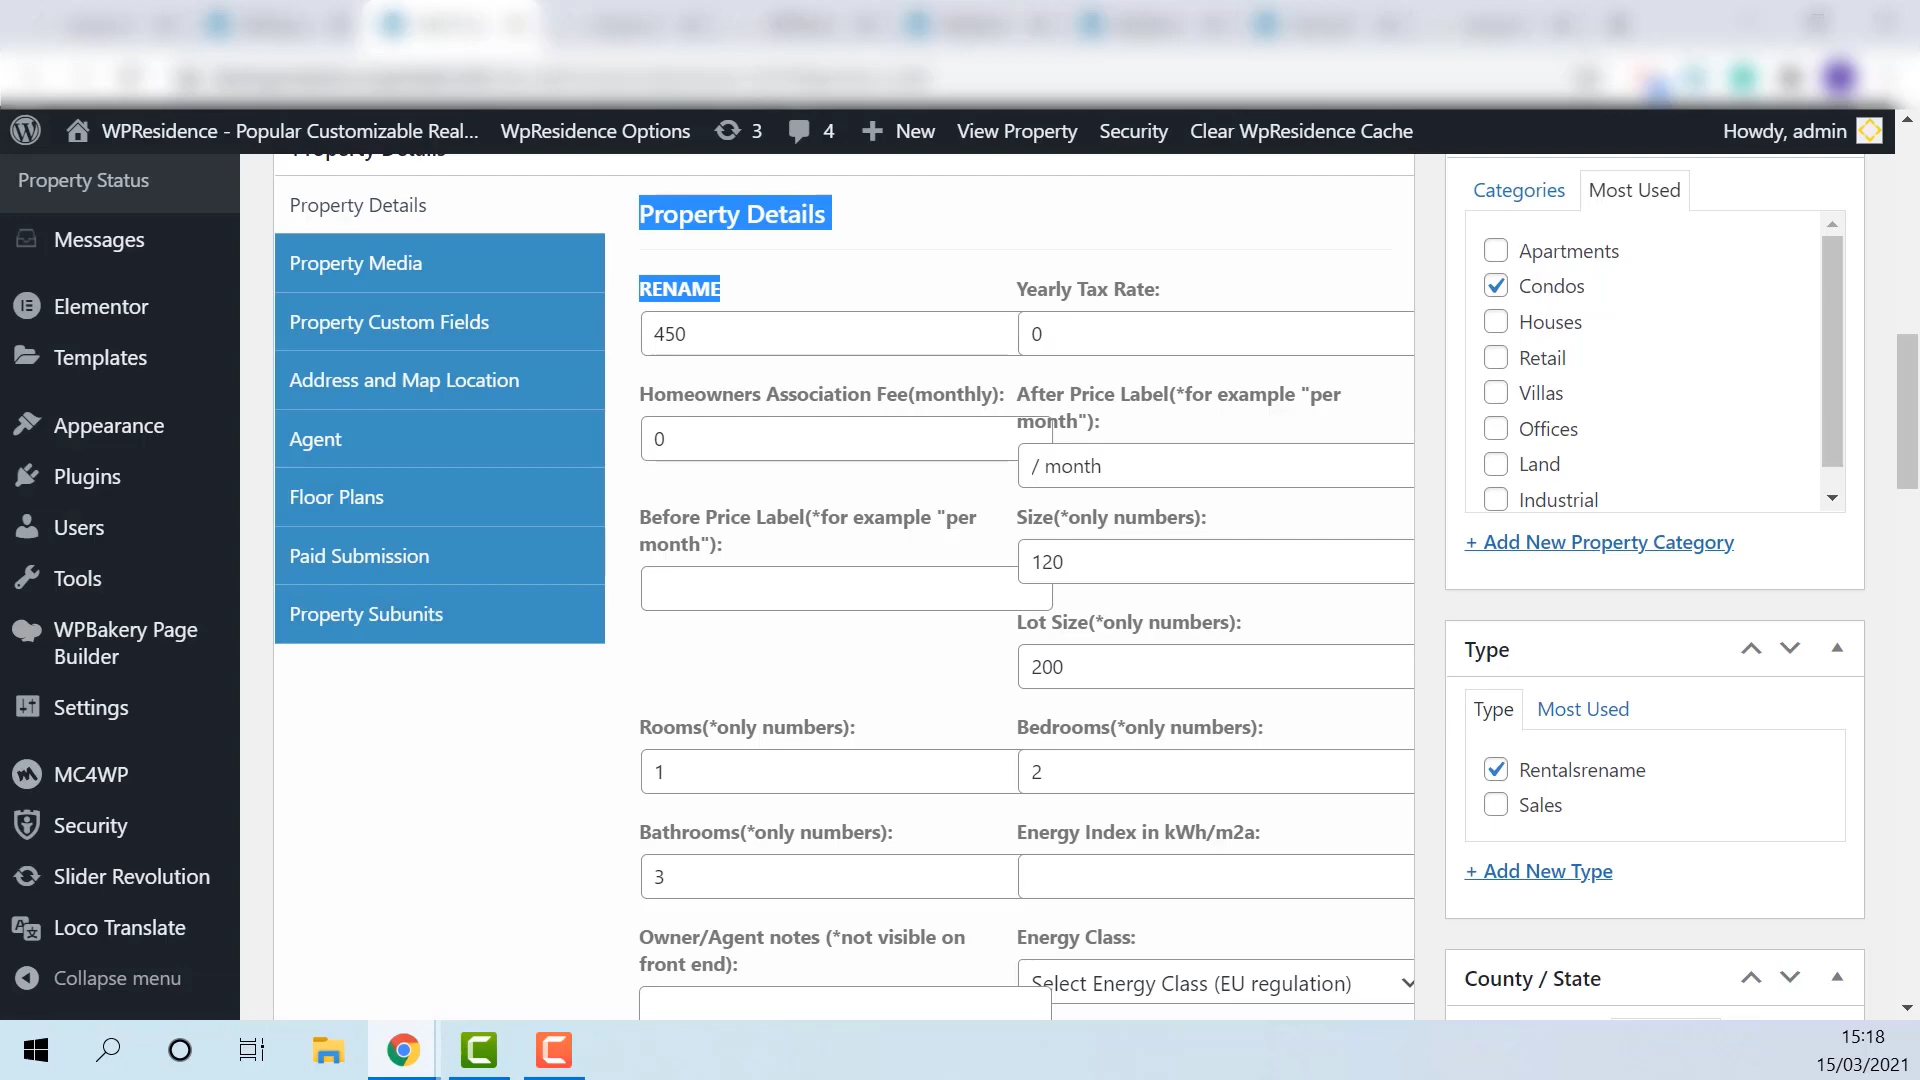 WPResidence - Popular Customizable Real...
WpResidence Options
3
4
New
View Property
Security
Clear WpResidence Cache
Howdy, admin
Property Status
Messages
Elementor
Templates
Appearance
Plugins
Users
Tools
WPBakery Page
Builder
Settings
MC4WP
Security
Slider Revolution
Loco Translate
Collapse menu
Property Details
Property Details
Property Media
Property Custom Fields
Address and Map Location
Agent
Floor Plans
Paid Submission
Property Subunits
Property Details
RENAME
450
Yearly Tax Rate:
0
Homeowners Association Fee(monthly):
0
After Price Label(*for example "per
month"):
/ month
Before Price Label(*for example "per
month"):
Size(*only numbers):
120
Lot Size(*only numbers):
200
Rooms(*only numbers):
1
Bedrooms(*only numbers):
2
Bathrooms(*only numbers):
3
Energy Index in kWh/m2a:
Owner/Agent notes (*not visible on
front end):
Energy Class:
Select Energy Class (EU regulation)
Categories
Most Used
Apartments
Condos
Houses
Retail
Villas
Offices
Land
Industrial
+ Add New Property Category
Type
Type
Most Used
Rentalsrename
Sales
+ Add New Type
County / State
15:18
15/03/2021